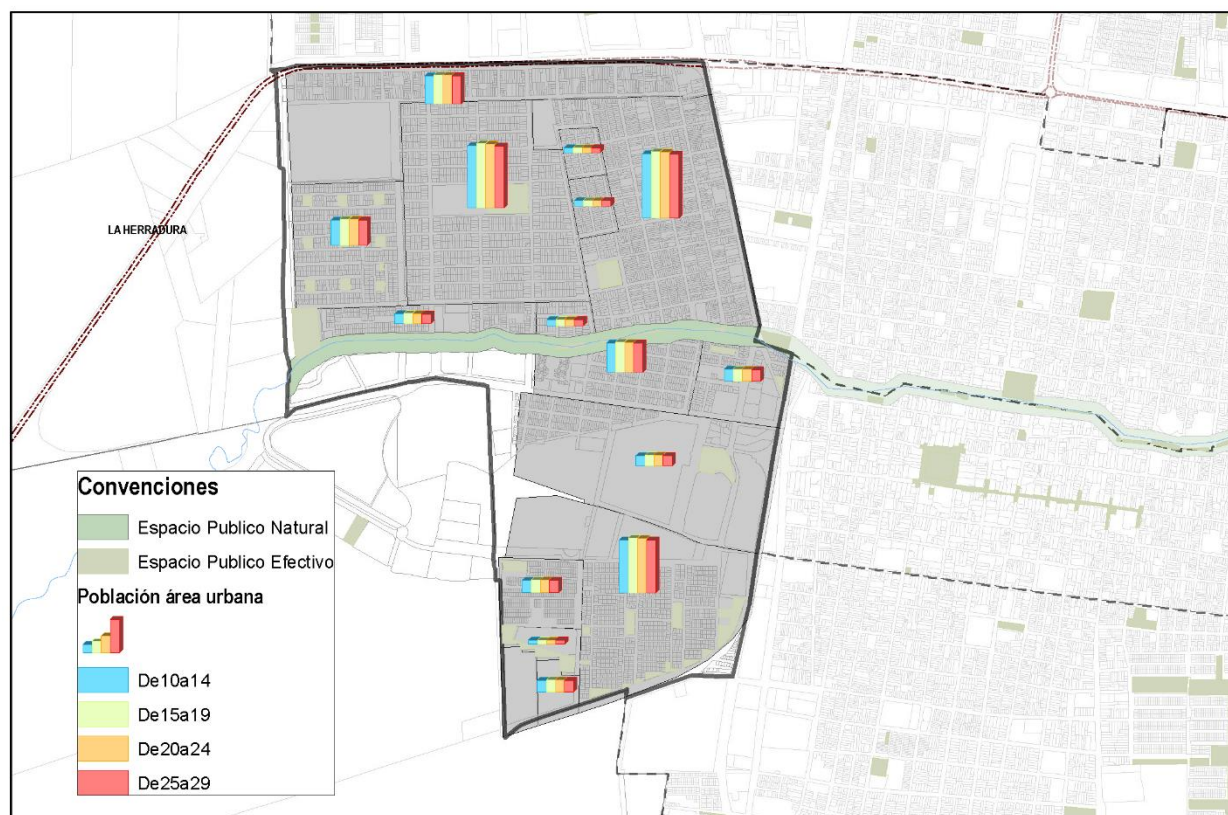 LA HERRADURA
Convenciones
Espacio Publico Natural
Espacio Publico Efectivo
Población área urbana
De10a14
De15a19
De20a24
De25a29